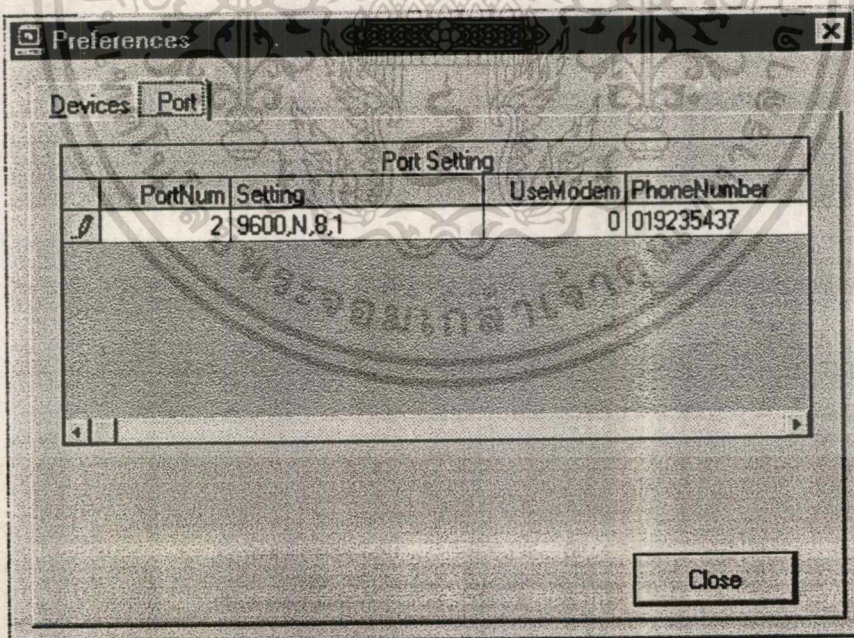 Preferences
Devices Port
Port Setting
PortNum Setting UseModem PhoneNumber
2 9600,N,8,1 0 019235437
Close